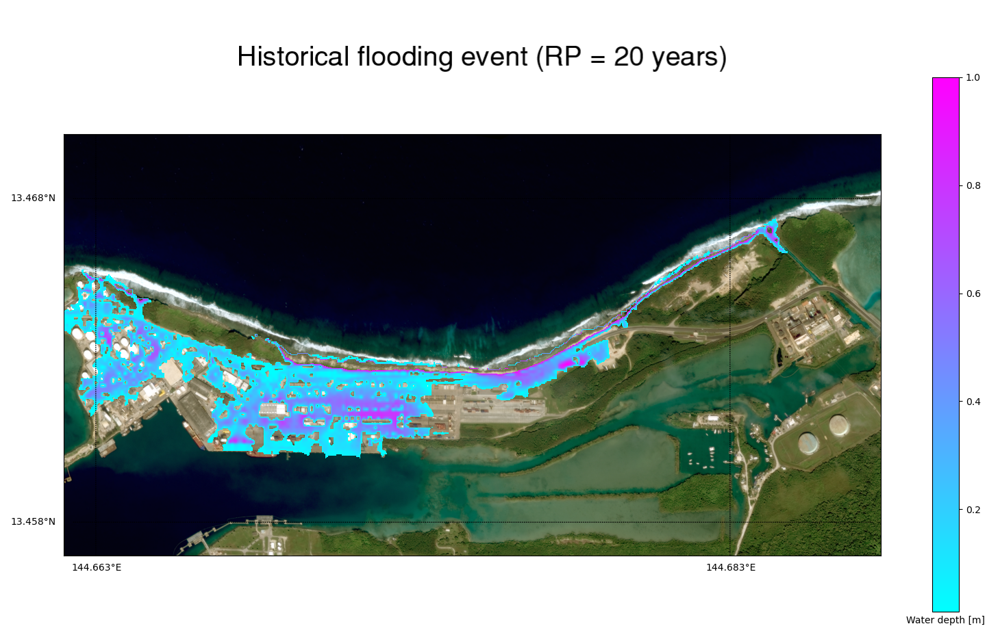 Historical flooding event (RP = 20 years)
1.0
0.8
0.6
0.4
0.2
Water depth [m]
13.468°N
13.458°N
144.663°E
144.683°E